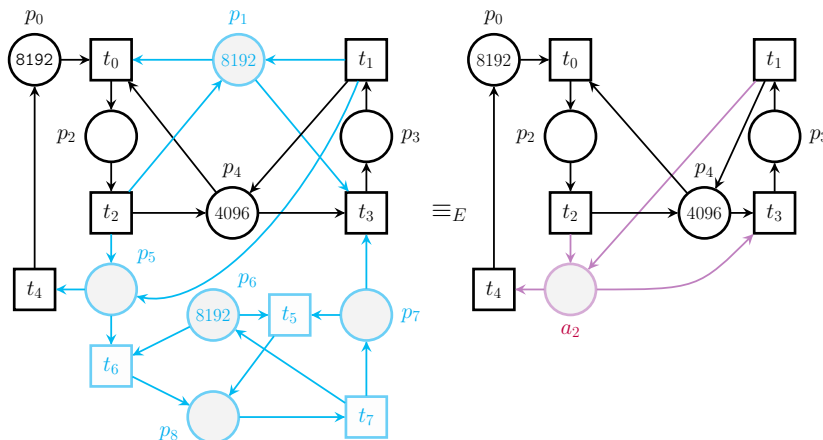 p₀ p₁ p₀
8192 t₀ 8192 t₁ 8192 t₀ t₁
p₂ p₃ p₂ p₃
p₄ p₄
t₂ 4096 t₃ ≡_E t₂ 4096 t₃
p₅
t₄ p₆ t₄
8192 t₅ p₇ a₂
t₆
p₈ t₇